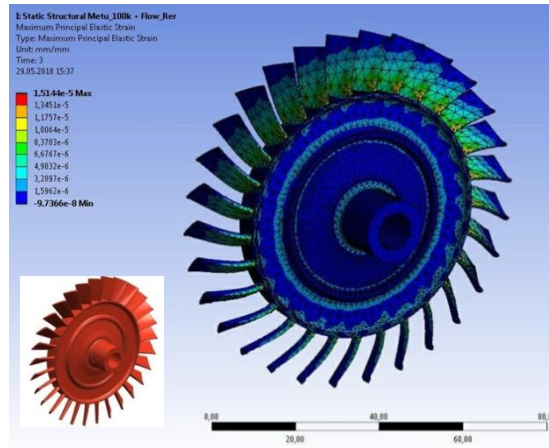 I: Static Structural Metu_100k + Flow_Rer
Maximum Principal Elastic Strain
Type: Maximum Principal Elastic Strain
Unit: mm/mm
Time: 3
29.05.2018 15:37
1,5144e-5 Max
1,3451e-5
1,1757e-5
1,0064e-5
8,3703e-6
6,6767e-6
4,9832e-6
3,2897e-6
1,5962e-6
-9,7366e-8 Min
0,00
40,00
80,
20,00
60,00